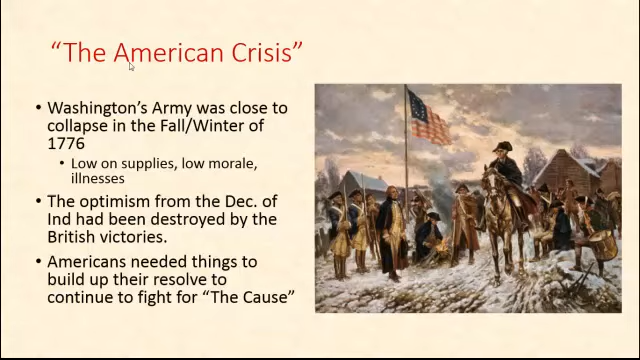 “The American Crisis”
• Washington’s Army was close to
collapse in the Fall/Winter of
1776
• Low on supplies, low morale,
illnesses
• The optimism from the Dec. of
Ind had been destroyed by the
British victories.
• Americans needed things to
build up their resolve to
continue to fight for “The Cause”